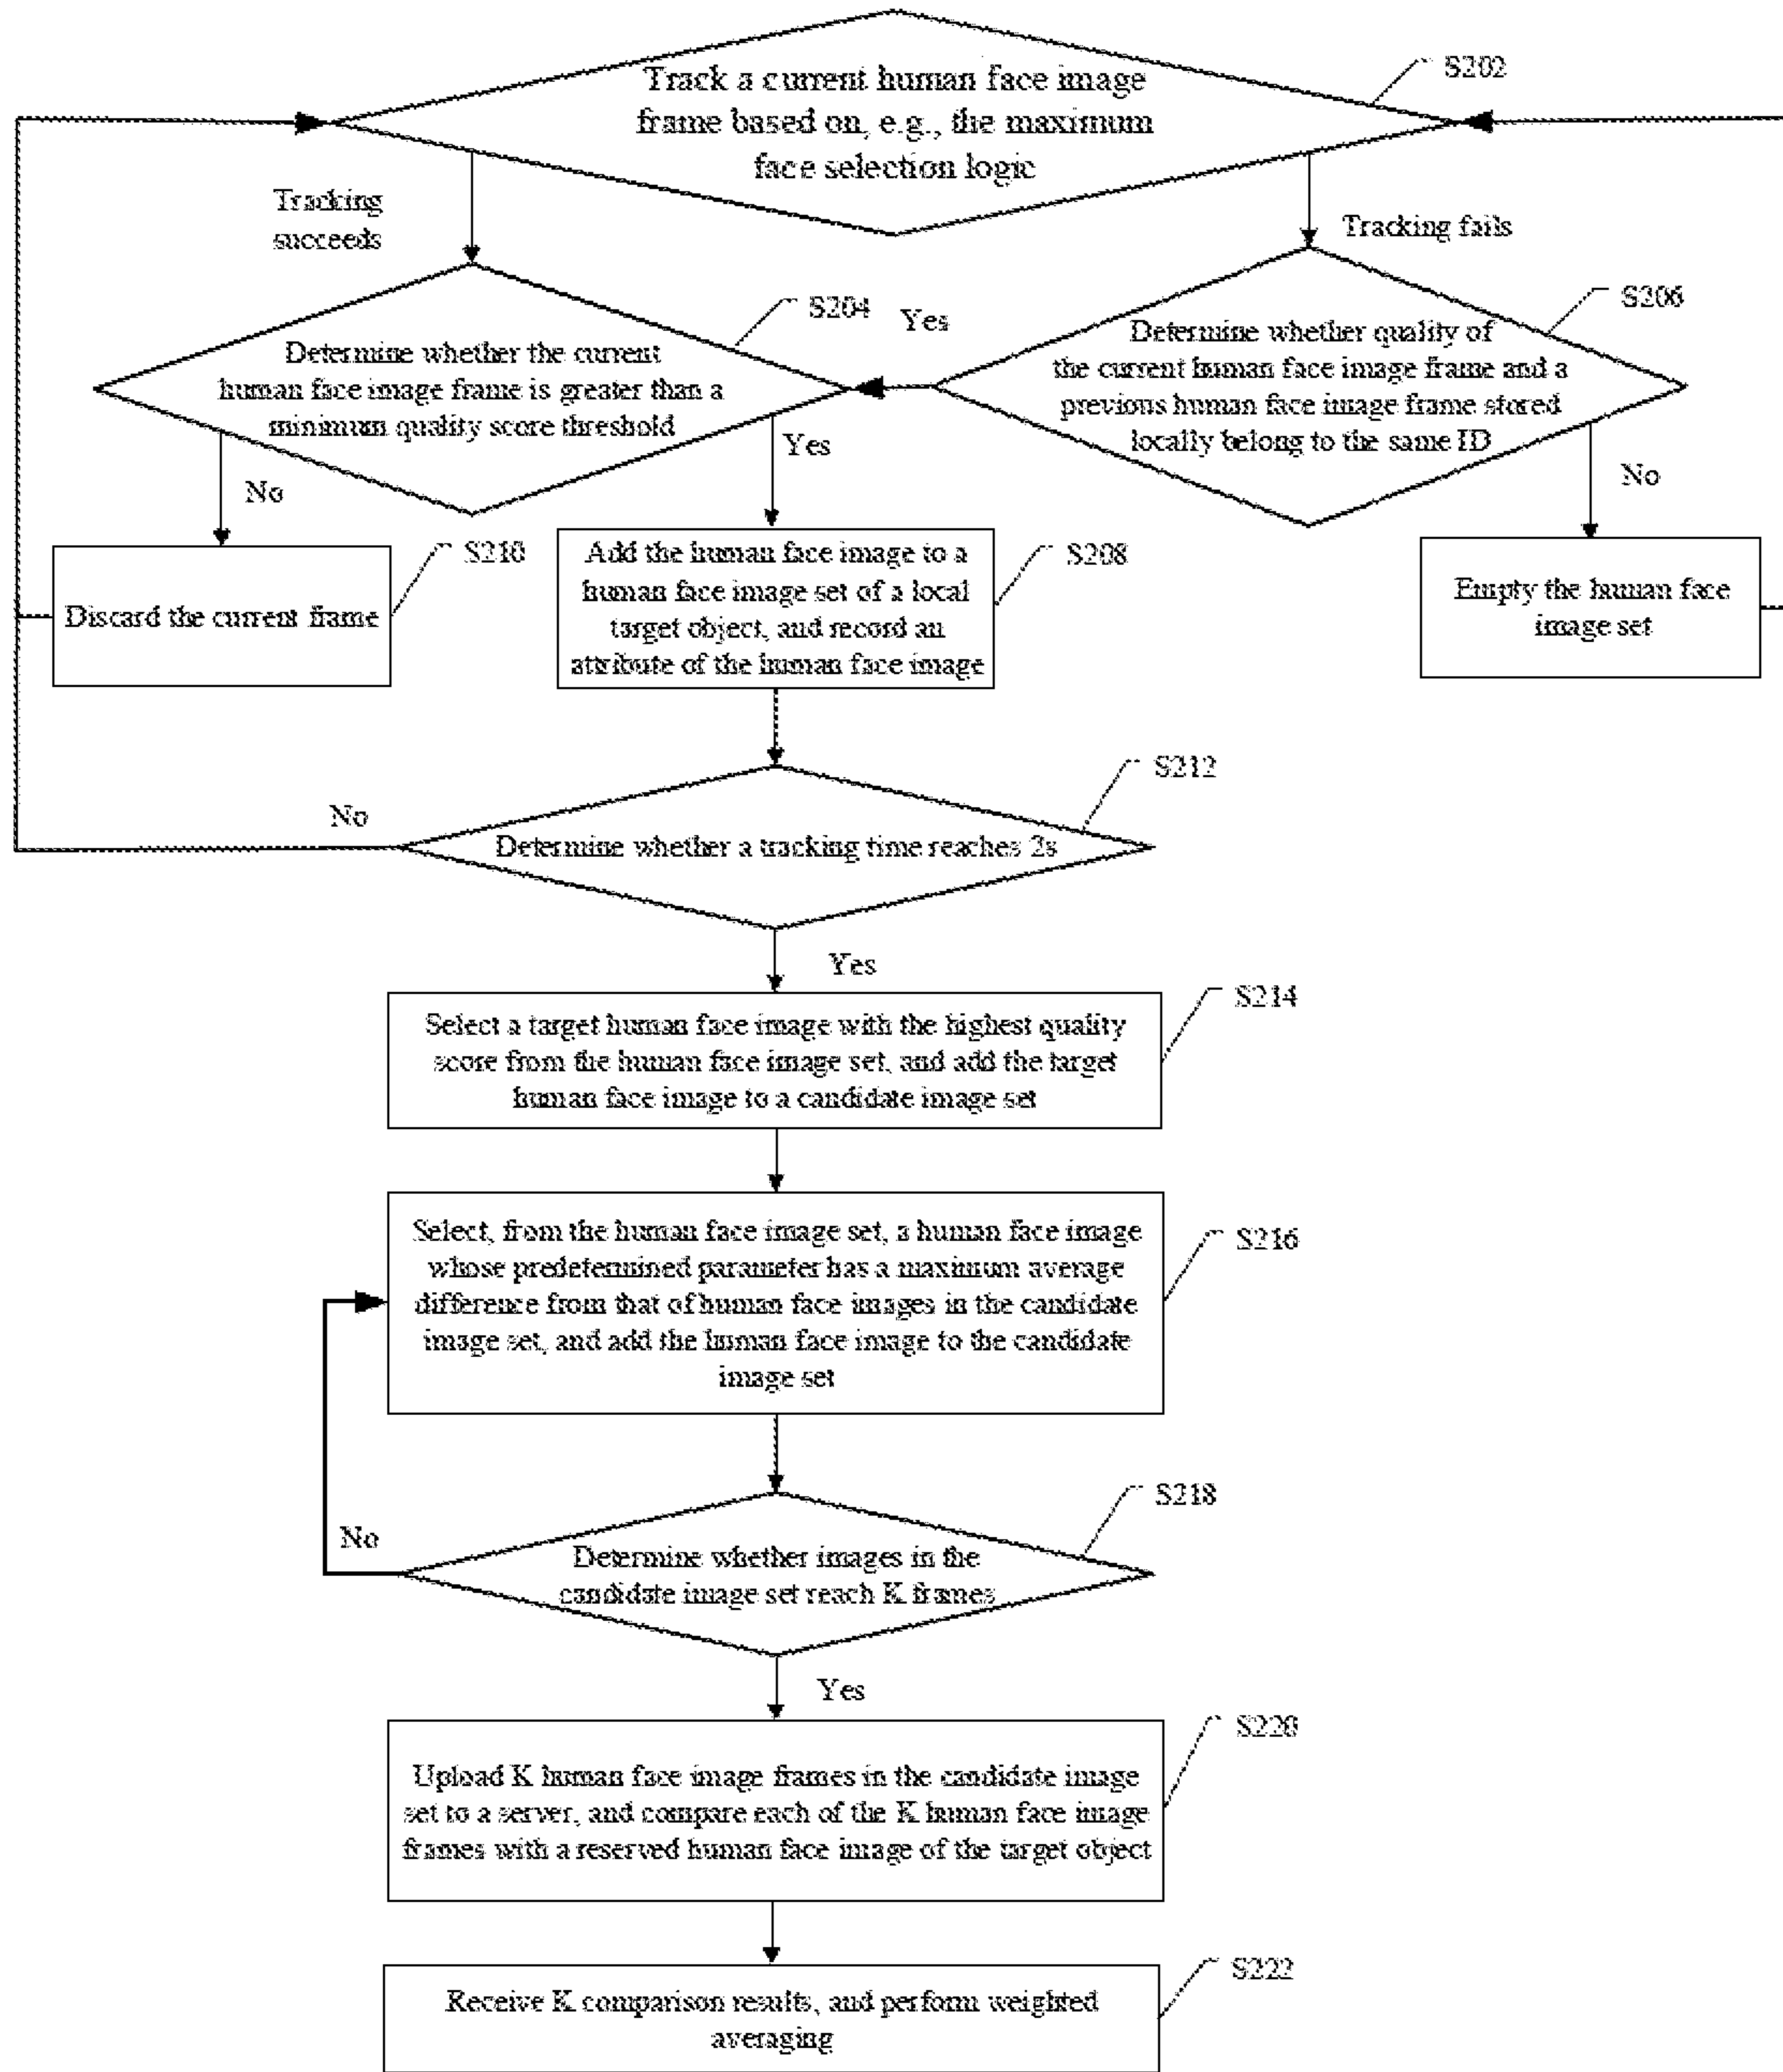 Track a current human face image
frame based on, e.g., the maximum
face selection logic
S202
Tracking
succeeds
Tracking fails
Determine whether the current
human face image frame is greater than a
minimum quality score threshold
S204
Yes
Determine whether quality of
the current human face image frame and a
previous human face image frame stored
locally belong to the same ID
S206
No
Yes
No
Discard the current frame
S210
Add the human face image to a
human face image set of a local
target object, and record an
attribute of the human face image
S208
Empty the human face
image set
Determine whether a tracking time reaches 2s
S212
No
Yes
Select a target human face image with the highest quality
score from the human face image set, and add the target
human face image to a candidate image set
S214
Select, from the human face image set, a human face image
whose predetermined parameter has a maximum average
difference from that of human face images in the candidate
image set, and add the human face image to the candidate
image set
S216
Determine whether images in the
candidate image set reach K frames
S218
No
Yes
Upload K human face image frames in the candidate image
set to a server, and compare each of the K human face image
frames with a reserved human face image of the target object
S220
Receive K comparison results, and perform weighted
averaging
S222